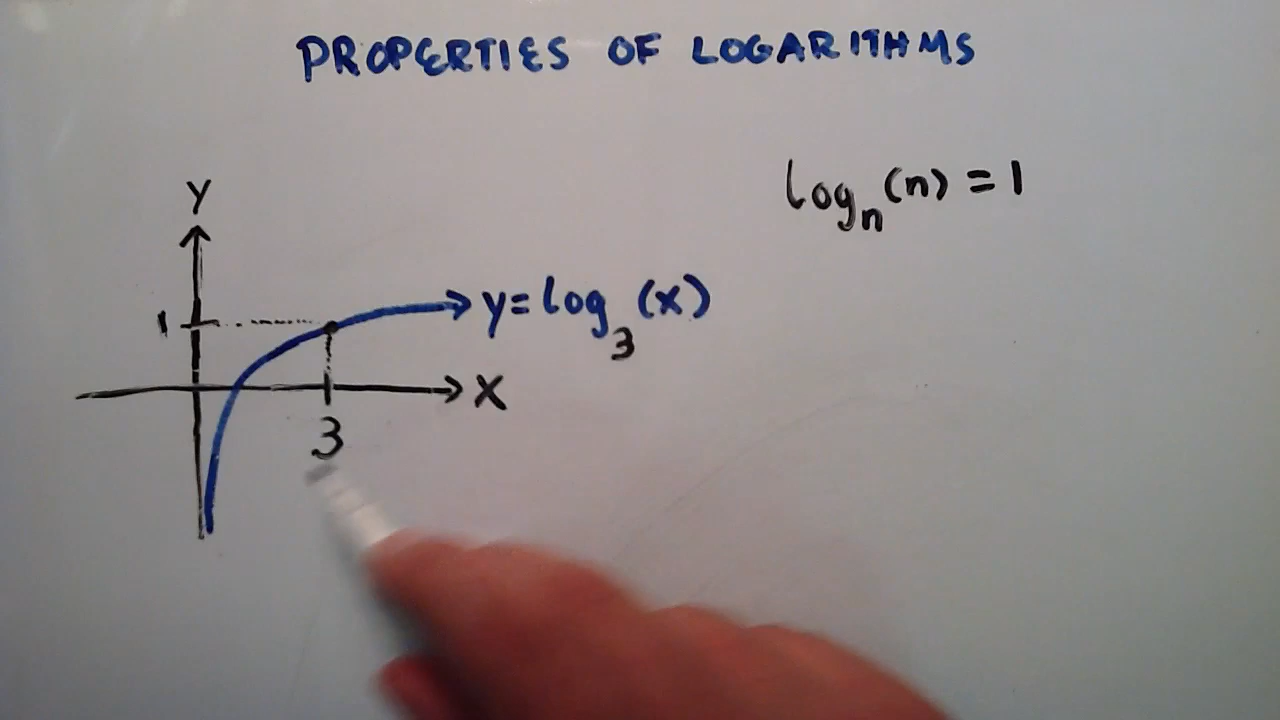 PROPERTIES OF LOGARITHMS
logₙ(n) = 1
Y
1
y=log₃(x)
X
3